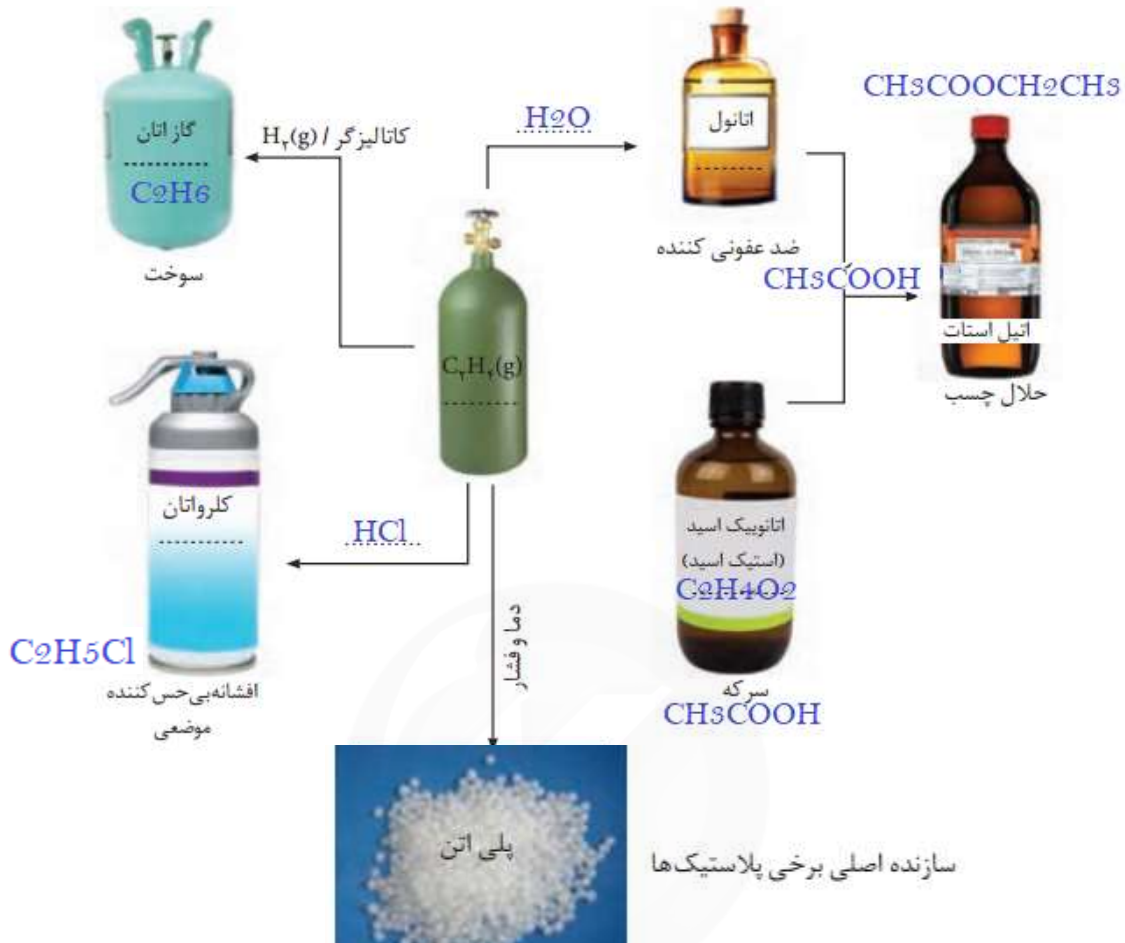 گاز اتان
C2H6
سوخت
H₂(g) / کاتالیزگر
H2O
اتانول
ضد عفونی کننده
CH3COOCH2CH3
اتیل استات
حلال چسب
CH3COOH
C₂H₄(g)
کلرواتان
C2H5Cl
افشانه‌بی‌حس‌کننده
موضعی
HCl
دما و فشار
اتانوییک اسید
(استیک اسید)
C2H4O2
سرکه
CH3COOH
پلی اتن
سازنده اصلی برخی پلاستیک‌ها